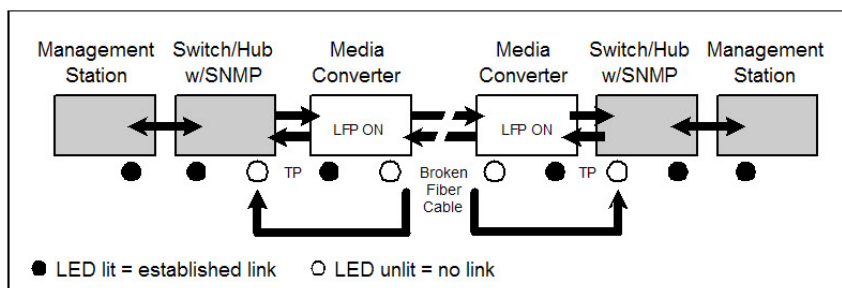 Management Station
Switch/Hub w/SNMP
Media Converter
Media Converter
Switch/Hub w/SNMP
Management Station
LFP ON
LFP ON
TP
Broken Fiber Cable
TP
LED lit = established link
LED unlit = no link